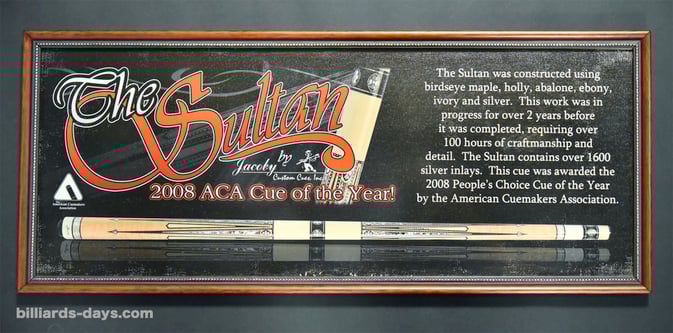 The Sultan
by
Jacoby
Custom Cues, Inc.
2008 ACA Cue of the Year!
American Cuemakers
Association
The Sultan was constructed using
birdseye maple, holly, abalone, ebony,
ivory and silver. This work was in
progress for over 2 years before
it was completed, requiring over
100 hours of craftmanship and
detail. The Sultan contains over 1600
silver inlays. This cue was awarded the
2008 People's Choice Cue of the Year
by the American Cuemakers Association.
billiards-days.com